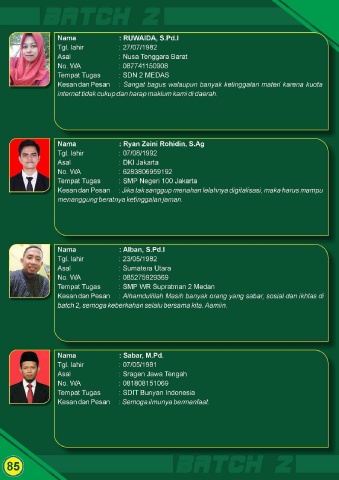 BATCH 2
Nama : RUWAIDA, S.Pd.I
Tgl. lahir : 27/07/1982
Asal : Nusa Tenggara Barat
No. WA : 087741150908
Tempat Tugas : SDN 2 MEDAS
Kesan dan Pesan : Sangat bagus walaupun banyak ketinggalan materi karena kuota
internet tidak cukup dan harap maklum kami di daerah.
Nama : Ryan Zeini Rohidin, S.Ag
Tgl. lahir : 07/08/1992
Asal : DKI Jakarta
No. WA : 6283806959192
Tempat Tugas : SMP Negeri 100 Jakarta
Kesan dan Pesan : Jika tak sanggup menahan lelahnya digitalisasi, maka harus mampu
menanggung beratnya ketinggalan jaman.
Nama : Alban, S.Pd.I
Tgl. lahir : 23/05/1982
Asal : Sumatera Utara
No. WA : 085275929369
Tempat Tugas : SMP WR Supratman 2 Medan
Kesan dan Pesan : Alhamdulillah Masih banyak orang yang sabar, sosial dan ikhlas di
batch 2, semoga keberkahan selalu bersama kita. Aamiin.
Nama : Sabar, M.Pd.
Tgl. lahir : 07/05/1981
Asal : Sragen Jawa Tengah
No. WA : 081808151069
Tempat Tugas : SDIT Bunyan Indonesia
Kesan dan Pesan : Semoga ilmunya bermanfaat.
85
BATCH 2